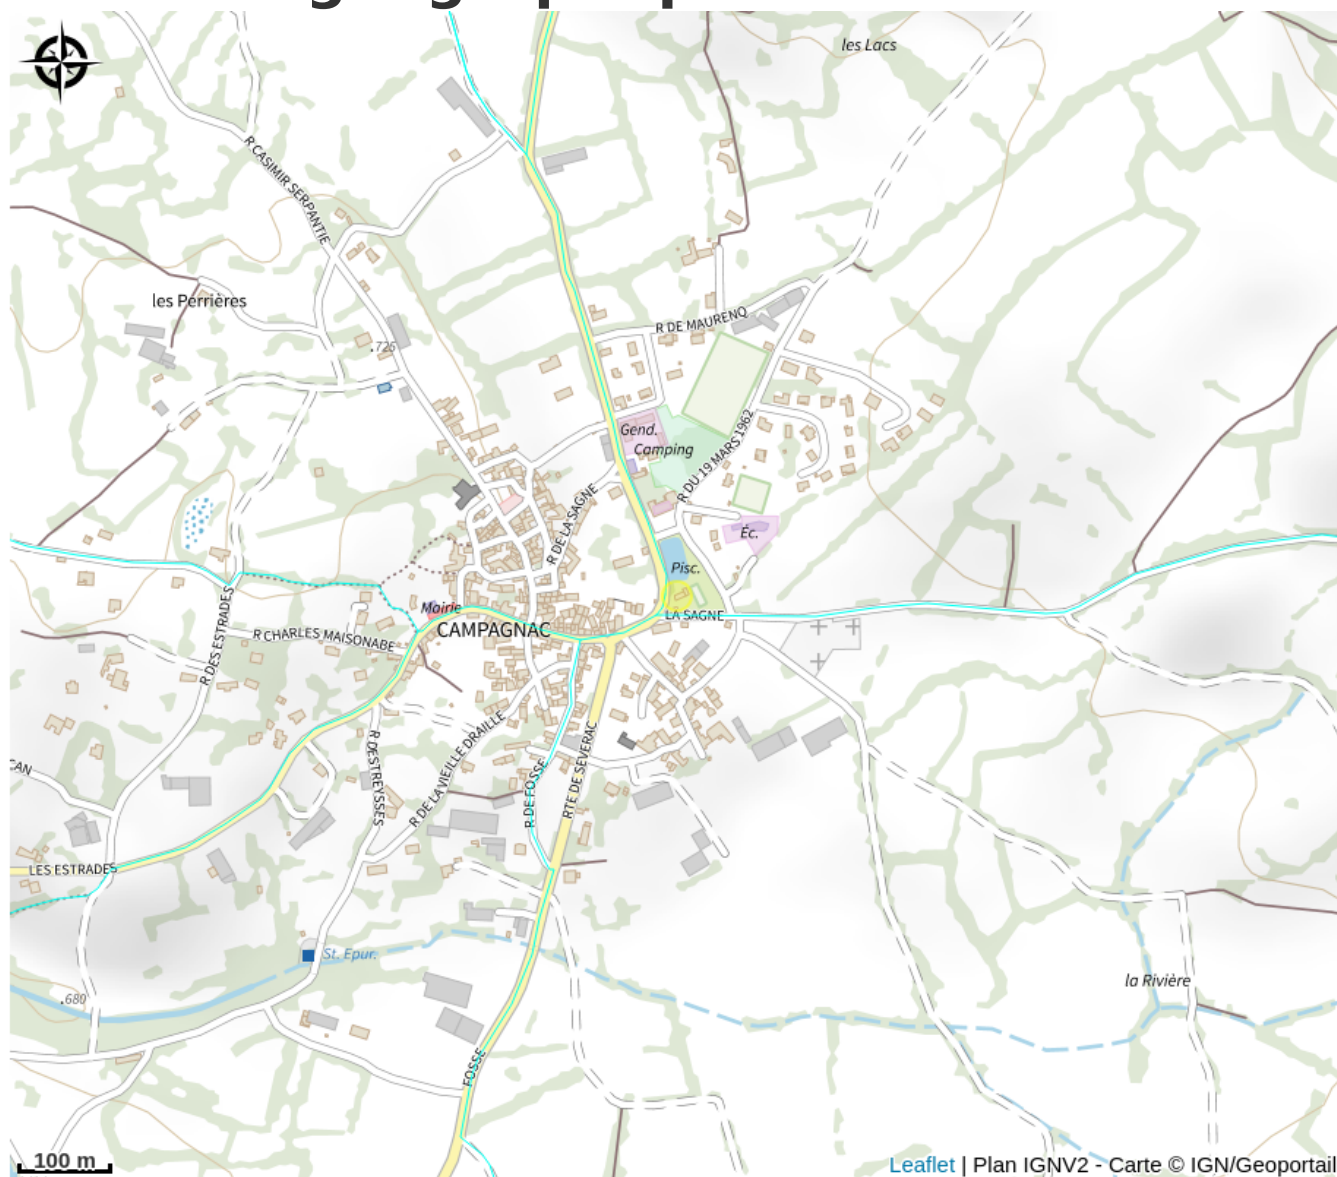 les Lacs
R CASIMIR SERPANTIE
les Perrières
R DE MAURENQ
.725
Gend.
Camping
R DU 19 MARS 1962
R DE LA SAGNE
Éc.
Pisc.
Mairie
LA SAGNE
CAMPAGNAC
R CHARLES MAISONABE
R DES ESTRADES
R DESTREYSSES
R DE LA VIEILLE DRAILLE
R DE FOSSE
RTE DE SEVERAC
CAN
LES ESTRADES
St. Epur.
la Rivière
.680
FOSSE
100 m
Leaflet | Plan IGNV2 - Carte © IGN/Geoportail